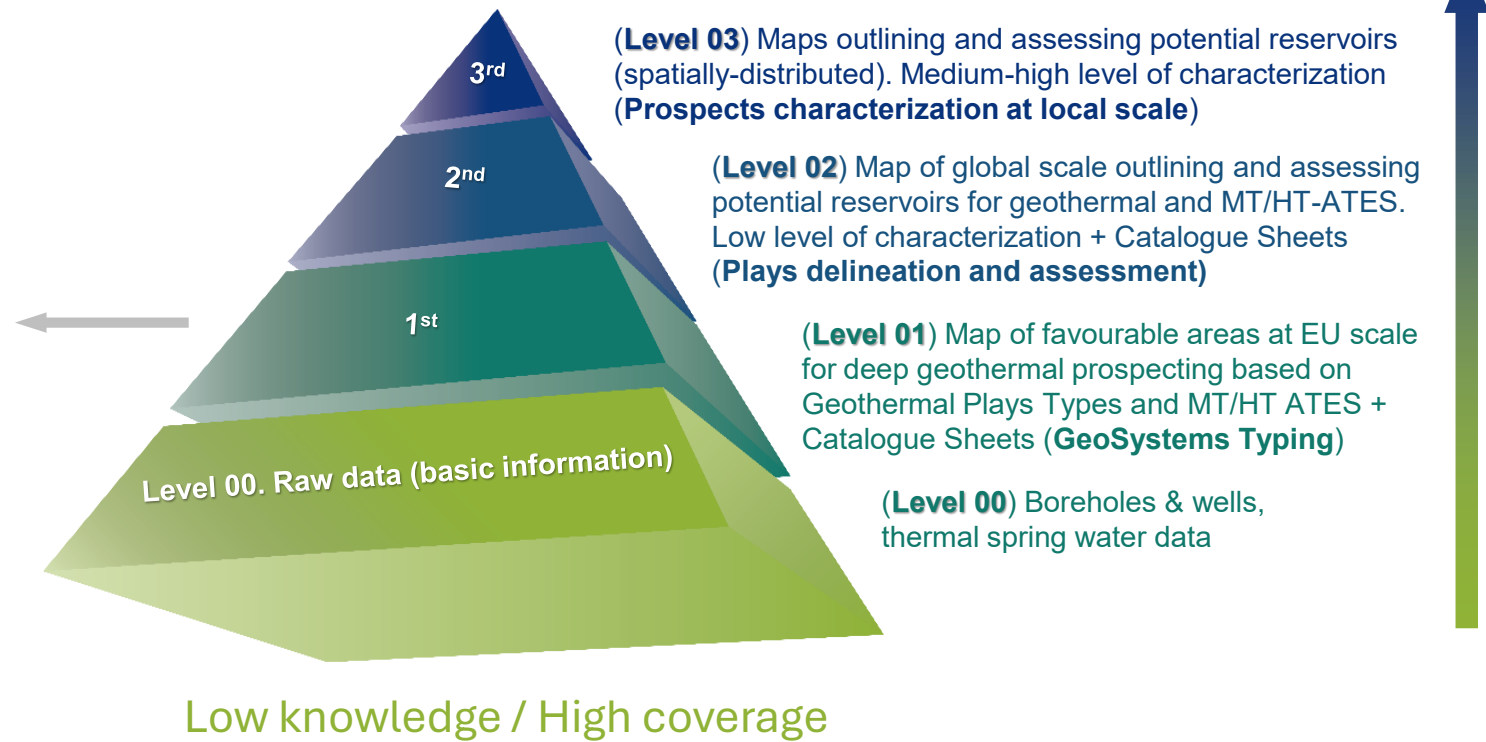 3rd
(Level 03) Maps outlining and assessing potential reservoirs
(spatially-distributed). Medium-high level of characterization
(Prospects characterization at local scale)
2nd
(Level 02) Map of global scale outlining and assessing
potential reservoirs for geothermal and MT/HT-ATES.
Low level of characterization + Catalogue Sheets
(Plays delineation and assessment)
1st
(Level 01) Map of favourable areas at EU scale
for deep geothermal prospecting based on
Geothermal Plays Types and MT/HT ATES +
Catalogue Sheets (GeoSystems Typing)
Level 00. Raw data (basic information)
(Level 00) Boreholes & wells,
thermal spring water data
Low knowledge / High coverage